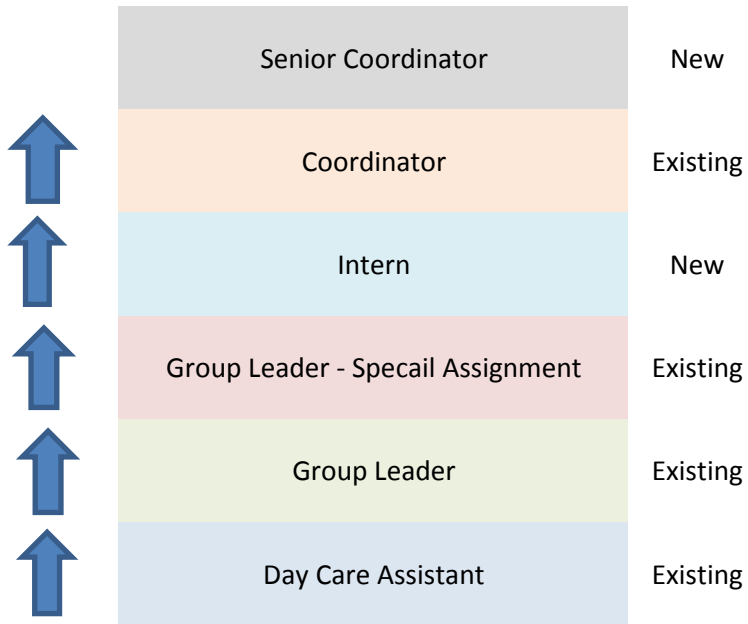 Senior Coordinator New
Coordinator Existing
Intern New
Group Leader - Specail Assignment Existing
Group Leader Existing
Day Care Assistant Existing